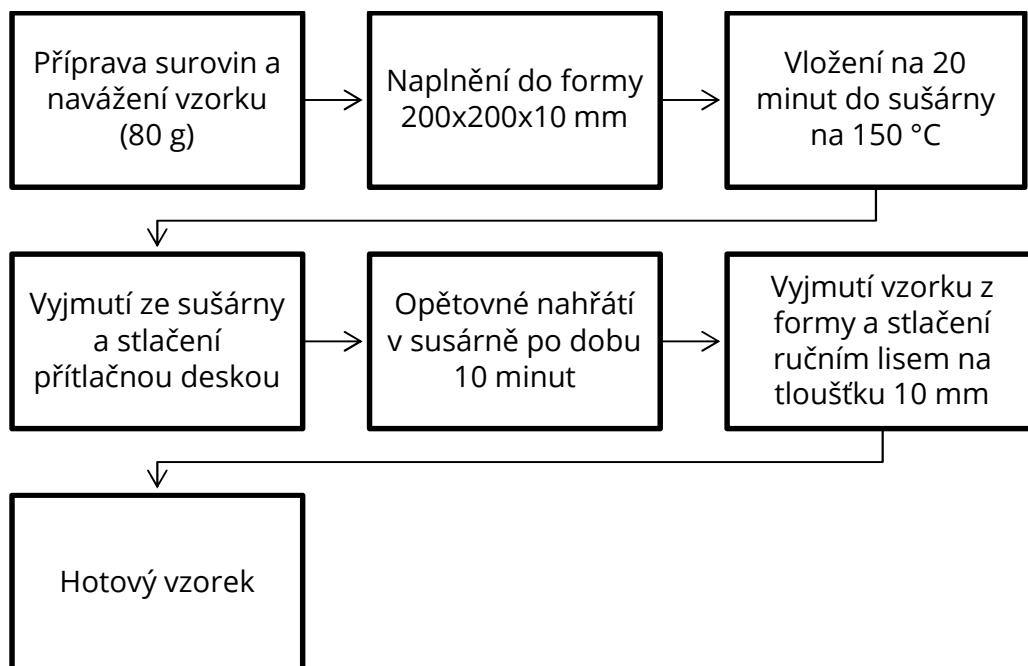 Příprava surovin a
navážení vzorku
(80 g)
Naplnění do formy
200x200x10 mm
Vložení na 20
minut do sušárny
na 150 °C
Vyjmutí ze sušárny
a stlačení
přítlačnou deskou
Opětovné nahřátí
v susárně po dobu
10 minut
Vyjmutí vzorku z
formy a stlačení
ručním lisem na
tloušťku 10 mm
Hotový vzorek